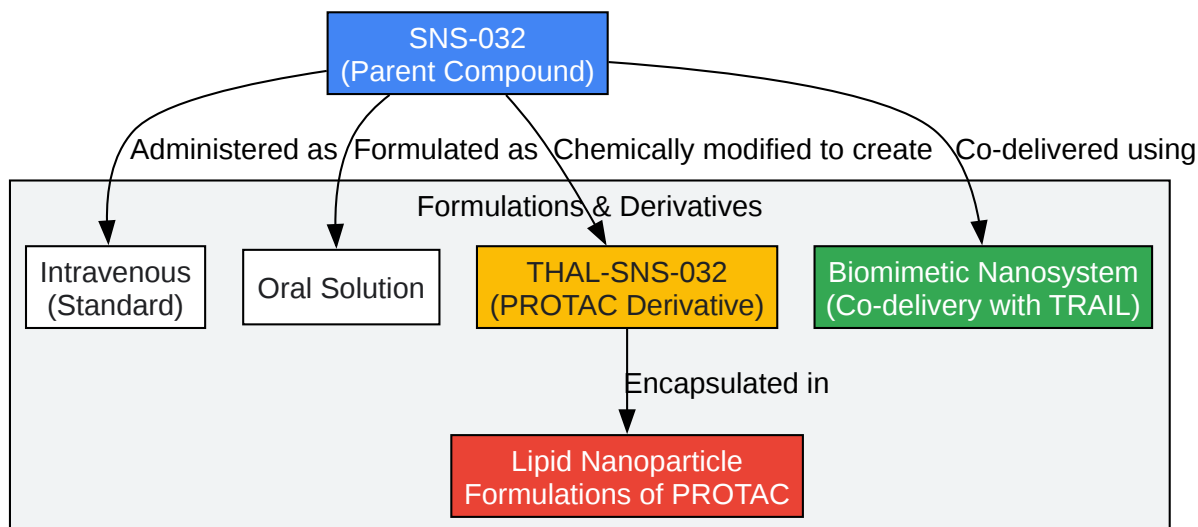 SNS-032
(Parent Compound)
Administered as
Formulated as
Chemically modified to create
Co-delivered using
Formulations & Derivatives
Intravenous
(Standard)
Oral Solution
THAL-SNS-032
(PROTAC Derivative)
Biomimetic Nanosystem
(Co-delivery with TRAIL)
Encapsulated in
Lipid Nanoparticle
Formulations of PROTAC